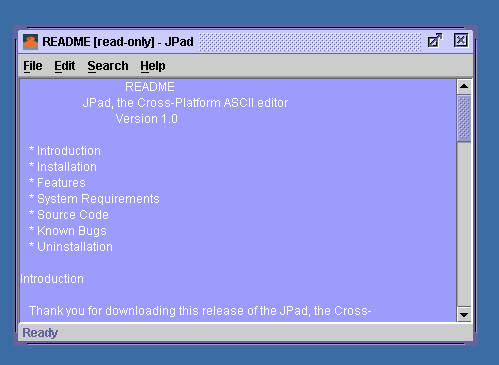 README [read-only] - JPad
File Edit Search Help
README
JPad, the Cross-Platform ASCII editor
Version 1.0
* Introduction
* Installation
* Features
* System Requirements
* Source Code
* Known Bugs
* Uninstallation
Introduction
Thank you for downloading this release of the JPad, the Cross-
Ready